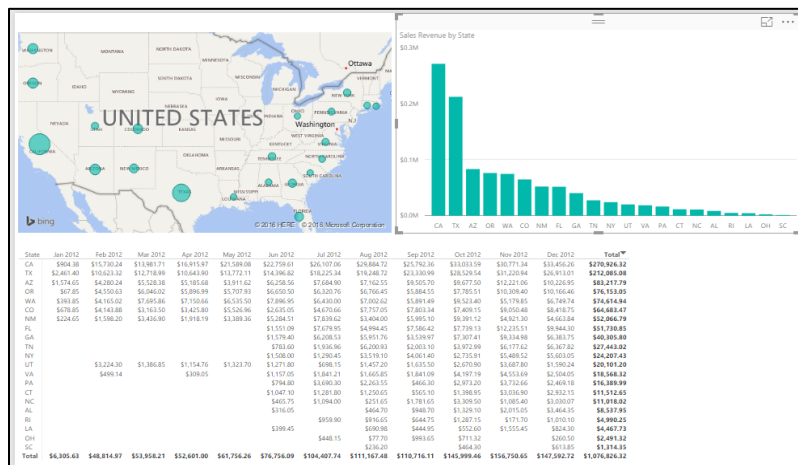 WASHINGTON
MONTANA
NORTH DAKOTA
MINNESOTA
Ottawa
OREGON
IDAHO
SOUTH DAKOTA
WISCONSIN
VERMONT
WYOMING
MICHIGAN
NEW YORK
NEBRASKA
IOWA
NEVADA
UNITED STATES
OHIO
PENNSYLVANIA
N.J.
UTAH
COLORADO
KANSAS
INDIANA
Washington
MISSOURI
WEST VIRGINIA
KENTUCKY
VIRGINIA
CALIFORNIA
OKLAHOMA
TENNESSEE
NORTH CAROLINA
ARIZONA
NEW MEXICO
ARKANSAS
SOUTH CAROLINA
MISSISSIPPI
ALABAMA
GEORGIA
TEXAS
LOUISIANA
FLORIDA
bing
© 2016 HERE © 2016 Microsoft Corporation
Sales Revenue by State
$0.3M
$0.2M
$0.1M
$0.0M
CA TX AZ OR WA CO NM FL GA TN NY UT VA PA CT NC AL RI LA OH SC
State Jan 2012 Feb 2012 Mar 2012 Apr 2012 May 2012 Jun 2012 Jul 2012 Aug 2012 Sep 2012 Oct 2012 Nov 2012 Dec 2012 Total
CA $904.38 $15,730.24 $13,981.71 $16,915.97 $21,509.08 $22,759.61 $26,107.06 $29,864.72 $25,792.36 $33,033.59 $30,771.34 $33,456.26 $270,926.32
TX $2,461.40 $10,623.32 $12,718.99 $10,643.90 $13,772.11 $14,396.82 $18,225.34 $19,248.72 $23,330.99 $28,529.54 $31,220.94 $26,913.01 $212,085.08
AZ $1,574.65 $4,280.24 $5,528.38 $5,185.68 $3,911.62 $6,258.56 $7,684.90 $7,162.55 $9,505.70 $9,677.50 $12,221.06 $10,226.95 $83,217.79
OR $67.85 $4,550.63 $6,046.02 $5,896.99 $5,707.93 $6,650.50 $6,320.76 $6,766.45 $5,884.55 $7,785.51 $10,309.40 $10,166.46 $76,153.05
WA $393.85 $4,165.02 $7,695.86 $7,150.66 $6,535.50 $7,896.95 $6,430.00 $7,002.62 $5,891.49 $9,523.40 $5,179.85 $6,749.74 $74,614.94
CO $678.85 $4,143.88 $3,163.50 $3,425.80 $5,526.96 $2,635.05 $4,670.66 $7,757.05 $7,803.34 $7,409.15 $9,050.48 $8,418.75 $64,683.47
NM $224.65 $1,598.20 $3,436.90 $1,918.19 $3,389.36 $5,284.51 $7,839.62 $3,404.00 $5,995.10 $9,391.12 $4,921.30 $4,663.84 $52,066.79
FL $1,551.09 $7,679.95 $4,994.45 $7,586.42 $7,739.13 $12,235.51 $9,944.30 $51,730.85
GA $1,579.40 $6,208.53 $5,951.76 $3,539.97 $7,307.41 $9,334.98 $6,383.75 $40,305.80
TN $783.60 $1,936.96 $6,200.93 $2,003.10 $3,972.99 $6,177.62 $6,367.82 $27,443.02
NY $1,508.00 $1,290.45 $3,519.10 $4,061.40 $2,735.91 $5,489.52 $5,603.05 $24,207.43
UT $3,224.30 $1,386.85 $1,154.76 $1,323.70 $1,271.80 $698.15 $1,457.20 $1,635.50 $2,670.90 $3,687.80 $1,590.24 $20,101.20
VA $499.14 $309.05 $1,157.05 $1,841.21 $1,665.85 $1,841.09 $4,197.19 $4,553.69 $2,504.05 $18,568.32
PA $794.80 $3,690.30 $2,263.55 $466.30 $2,973.20 $3,732.66 $2,469.18 $16,389.99
CT $1,047.10 $1,281.80 $1,250.65 $565.10 $1,398.95 $3,036.90 $2,932.15 $11,512.65
NC $465.75 $1,094.00 $251.65 $1,781.65 $3,309.50 $1,085.40 $3,030.07 $11,018.02
AL $316.05 $464.70 $948.70 $1,329.10 $2,015.05 $3,464.35 $8,537.95
RI $959.90 $916.65 $644.75 $1,287.15 $171.70 $1,010.10 $4,990.25
LA $399.45 $690.98 $444.95 $552.60 $1,555.45 $824.30 $4,467.73
OH $448.15 $77.70 $993.65 $711.32 $260.50 $2,491.32
SC $236.20 $464.30 $613.85 $1,314.35
Total $6,305.63 $48,814.97 $53,958.21 $52,601.00 $61,756.26 $76,756.09 $104,407.74 $111,167.48 $110,716.11 $145,999.46 $156,750.65 $147,592.72 $1,076,826.32